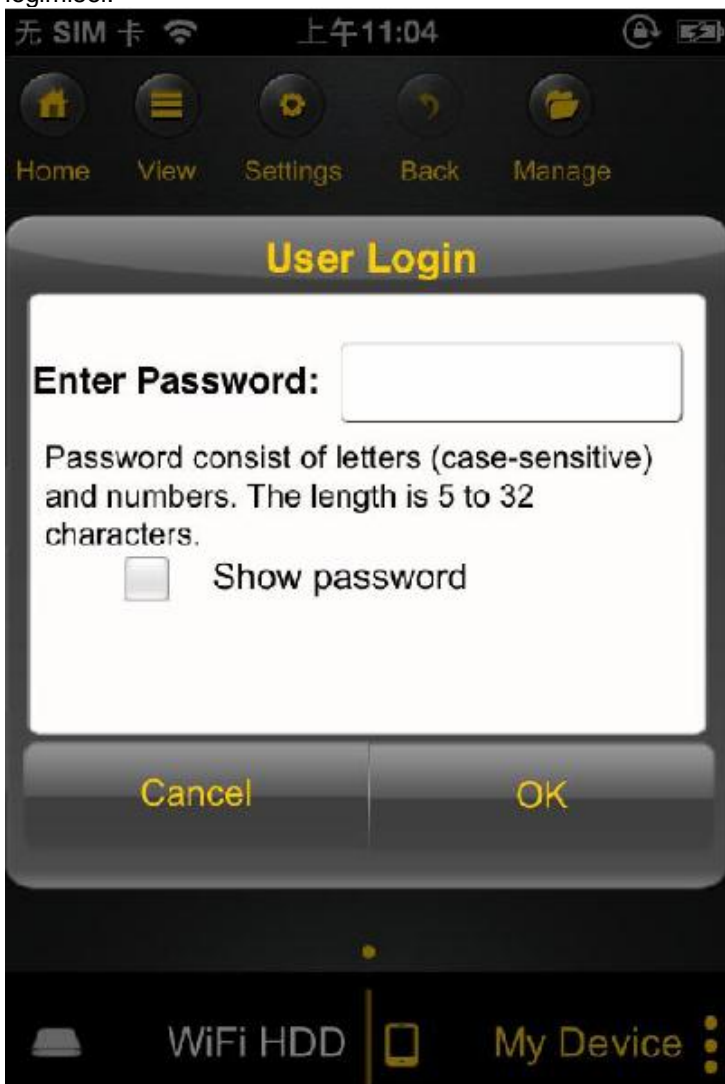 无 SIM 卡 上午11:04
Home View Settings Back Manage
User Login
Enter Password:
Password consist of letters (case-sensitive)
and numbers. The length is 5 to 32
characters.
Show password
Cancel OK
WiFi HDD My Device